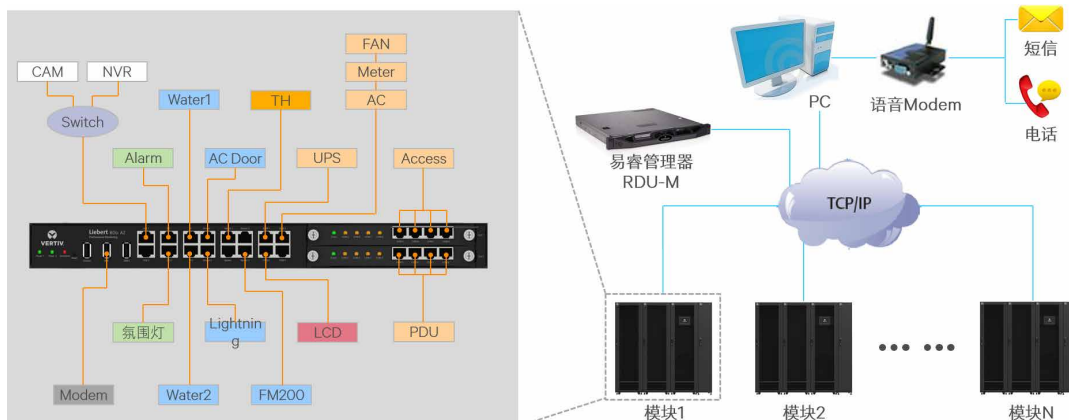 FAN
CAM
NVR
Meter
Water1
TH
AC
Switch
Alarm
AC Door
UPS
Access
VERTIV
Liebert RDU-A2
氛围灯
Lightnin
g
LCD
PDU
Modem
Water2
FM200
短信
PC
语音Modem
电话
易睿管理器
RDU-M
TCP/IP
模块1
模块2
模块N